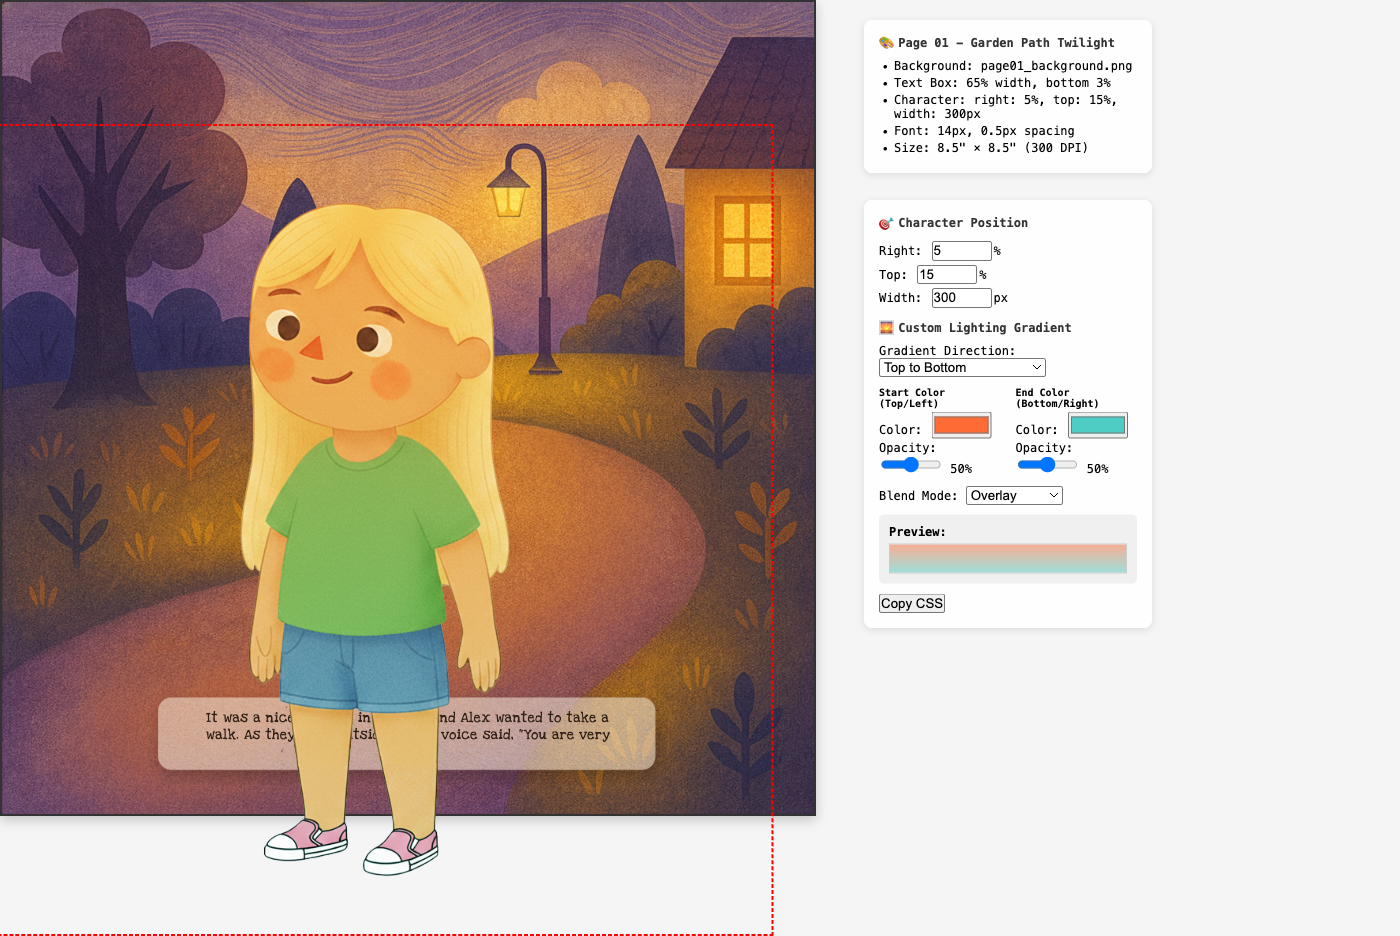 It was a nice in nd Alex wanted to take a
walk. As they tsi voice said, "You are very
🎨 Page 01 – Garden Path Twilight
• Background: page01_background.png
• Text Box: 65% width, bottom 3%
• Character: right: 5%, top: 15%,
width: 300px
• Font: 14px, 0.5px spacing
• Size: 8.5" × 8.5" (300 DPI)
🎯 Character Position
Right: 5 %
Top: 15 %
Width: 300 px
🌅 Custom Lighting Gradient
Gradient Direction:
Top to Bottom
Start Color
(Top/Left)
Color:
Opacity:
50%
End Color
(Bottom/Right)
Color:
Opacity:
50%
Blend Mode: Overlay
Preview:
Copy CSS